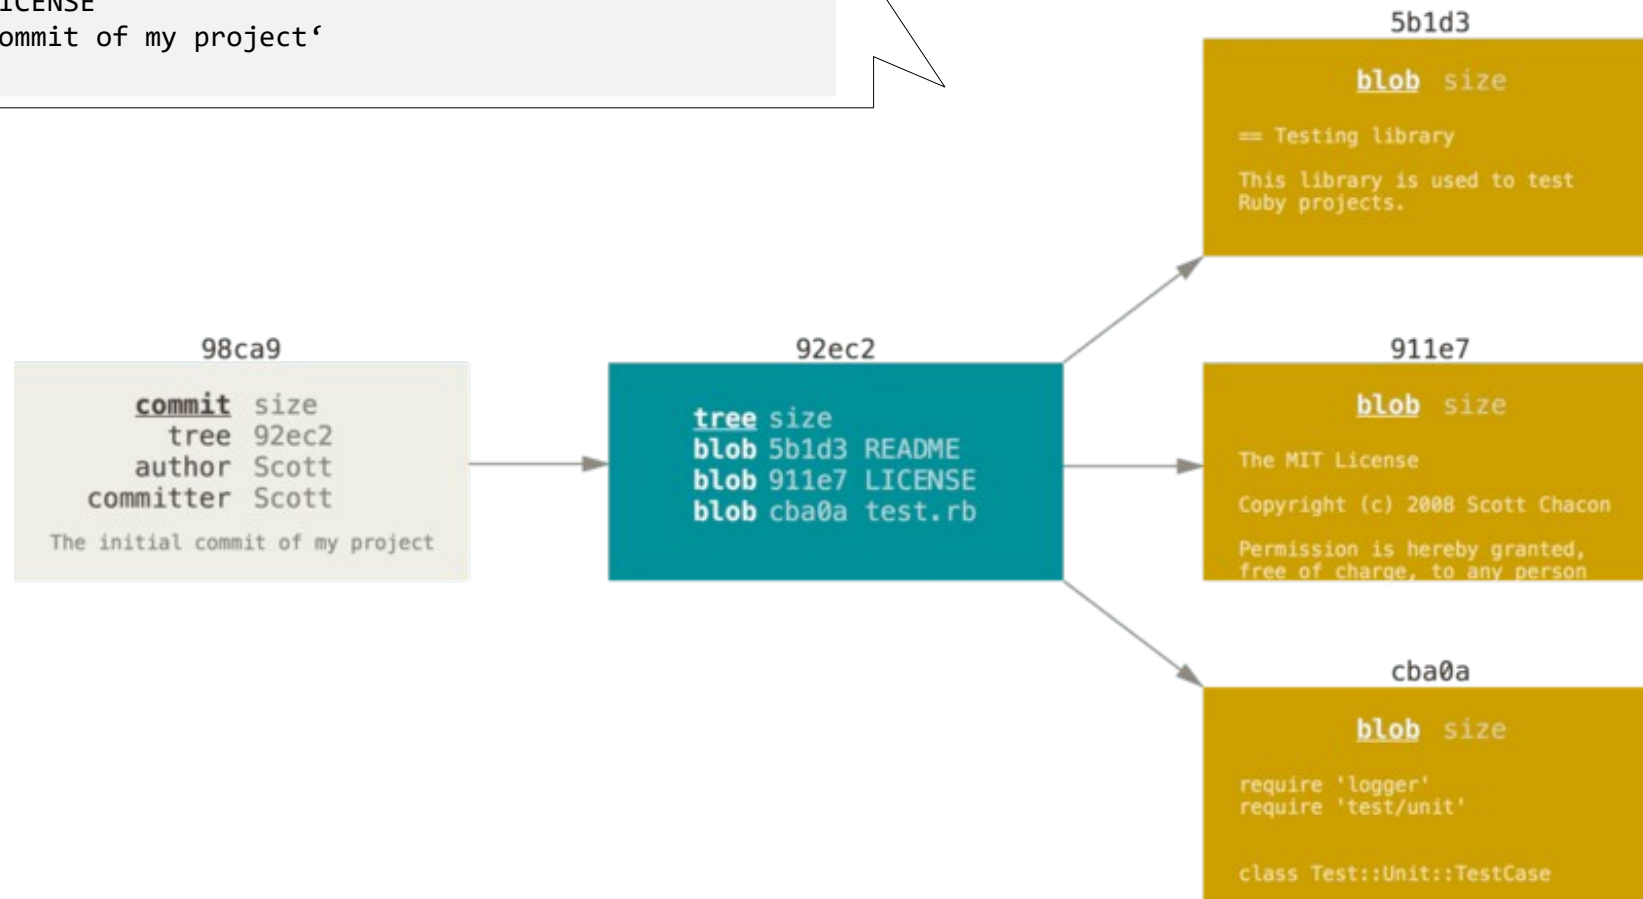 ICENSE
ommit of my project‘
5b1d3
blob size
== Testing library
This library is used to test
Ruby projects.
98ca9
commit size
tree 92ec2
author Scott
committer Scott
The initial commit of my project
92ec2
tree size
blob 5b1d3 README
blob 911e7 LICENSE
blob cba0a test.rb
911e7
blob size
The MIT License
Copyright (c) 2008 Scott Chacon
Permission is hereby granted,
free of charge, to any person
cba0a
blob size
require 'logger'
require 'test/unit'
class Test::Unit::TestCase